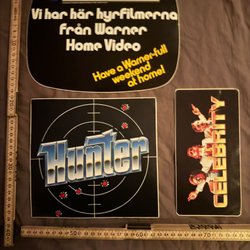 Vi har här hyrfilmerna
från Warner
Home Video
Have a Warner-full
weekend
at home!
Hunter
CELEBRITY